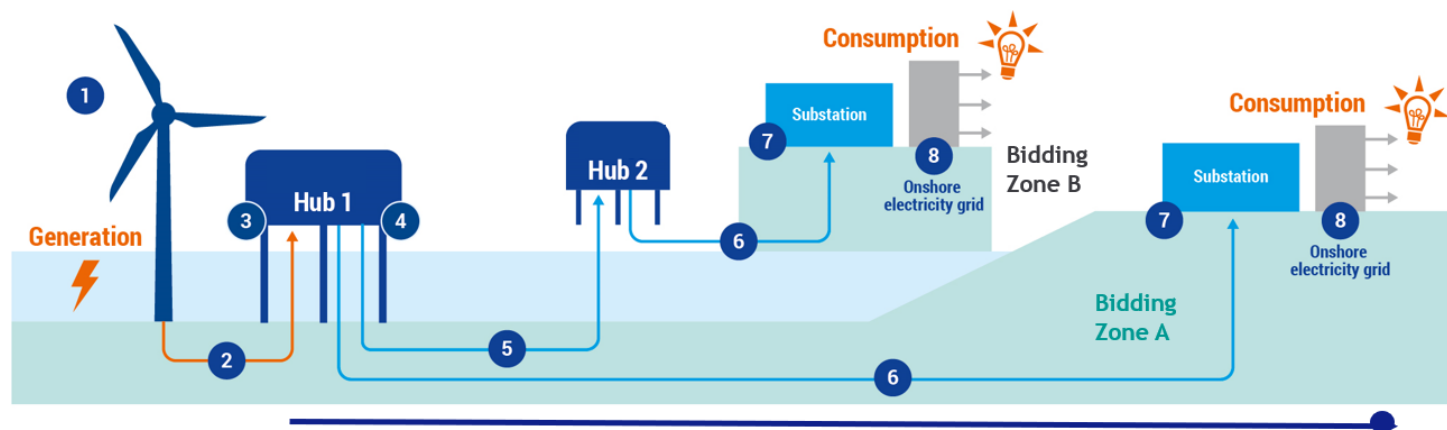 1
Generation
2
3
Hub 1
4
5
Hub 2
6
Consumption
Substation
7
8
Onshore
electricity grid
Bidding
Zone B
6
Bidding
Zone A
Consumption
Substation
7
8
Onshore
electricity grid